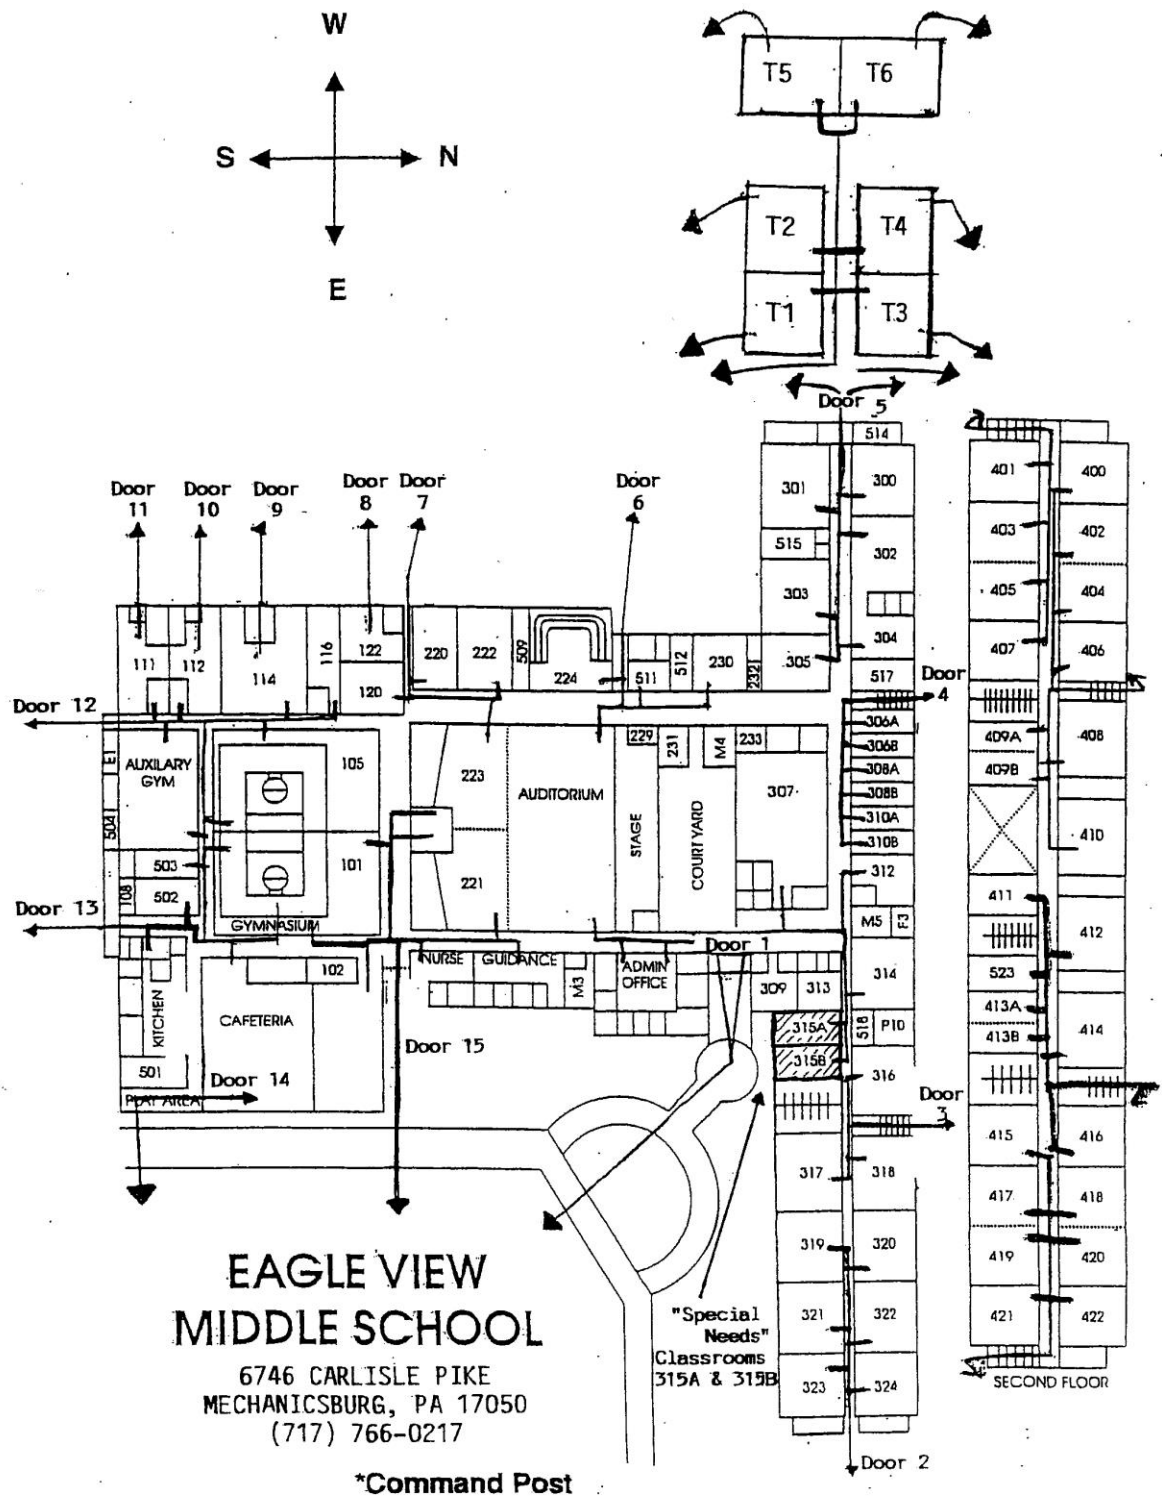 W
S N
E
T5 T6
T2 T4
T1 T3
Door 5
514
301 300
515
302
303
304
305
517
Door 4
306A
306B
308A
308B
310A
310B
312
M5 F3
314
518 P10
316
Door 3
318
320
322
324
Door 2
401 400
403 402
405 404
407 406
409A 408
409B
410
411
412
523
413A
413B
414
415 416
417 418
419 420
421 422
SECOND FLOOR
Door 11
Door 10
Door 9
Door 8
Door 7
Door 6
111 112 114 116 122
120
220 222 509 224
511 512 230 232
Door 12
E1
AUXILARY GYM
504
503
108 502
105
101
GYMNASIUM
223
221
AUDITORIUM
229
STAGE
231
M4
233
COURT YARD
307
Door 13
KITCHEN
501
PLAY AREA
102
CAFETERIA
Door 14
Door 15
NURSE GUIDANCE
M3
ADMIN OFFICE
Door 1
309 313
315A
315B
317
319
321
323
"Special
Needs"
Classrooms
315A & 315B
EAGLE VIEW
MIDDLE SCHOOL
6746 CARLISLE PIKE
MECHANICSBURG, PA 17050
(717) 766-0217
*Command Post